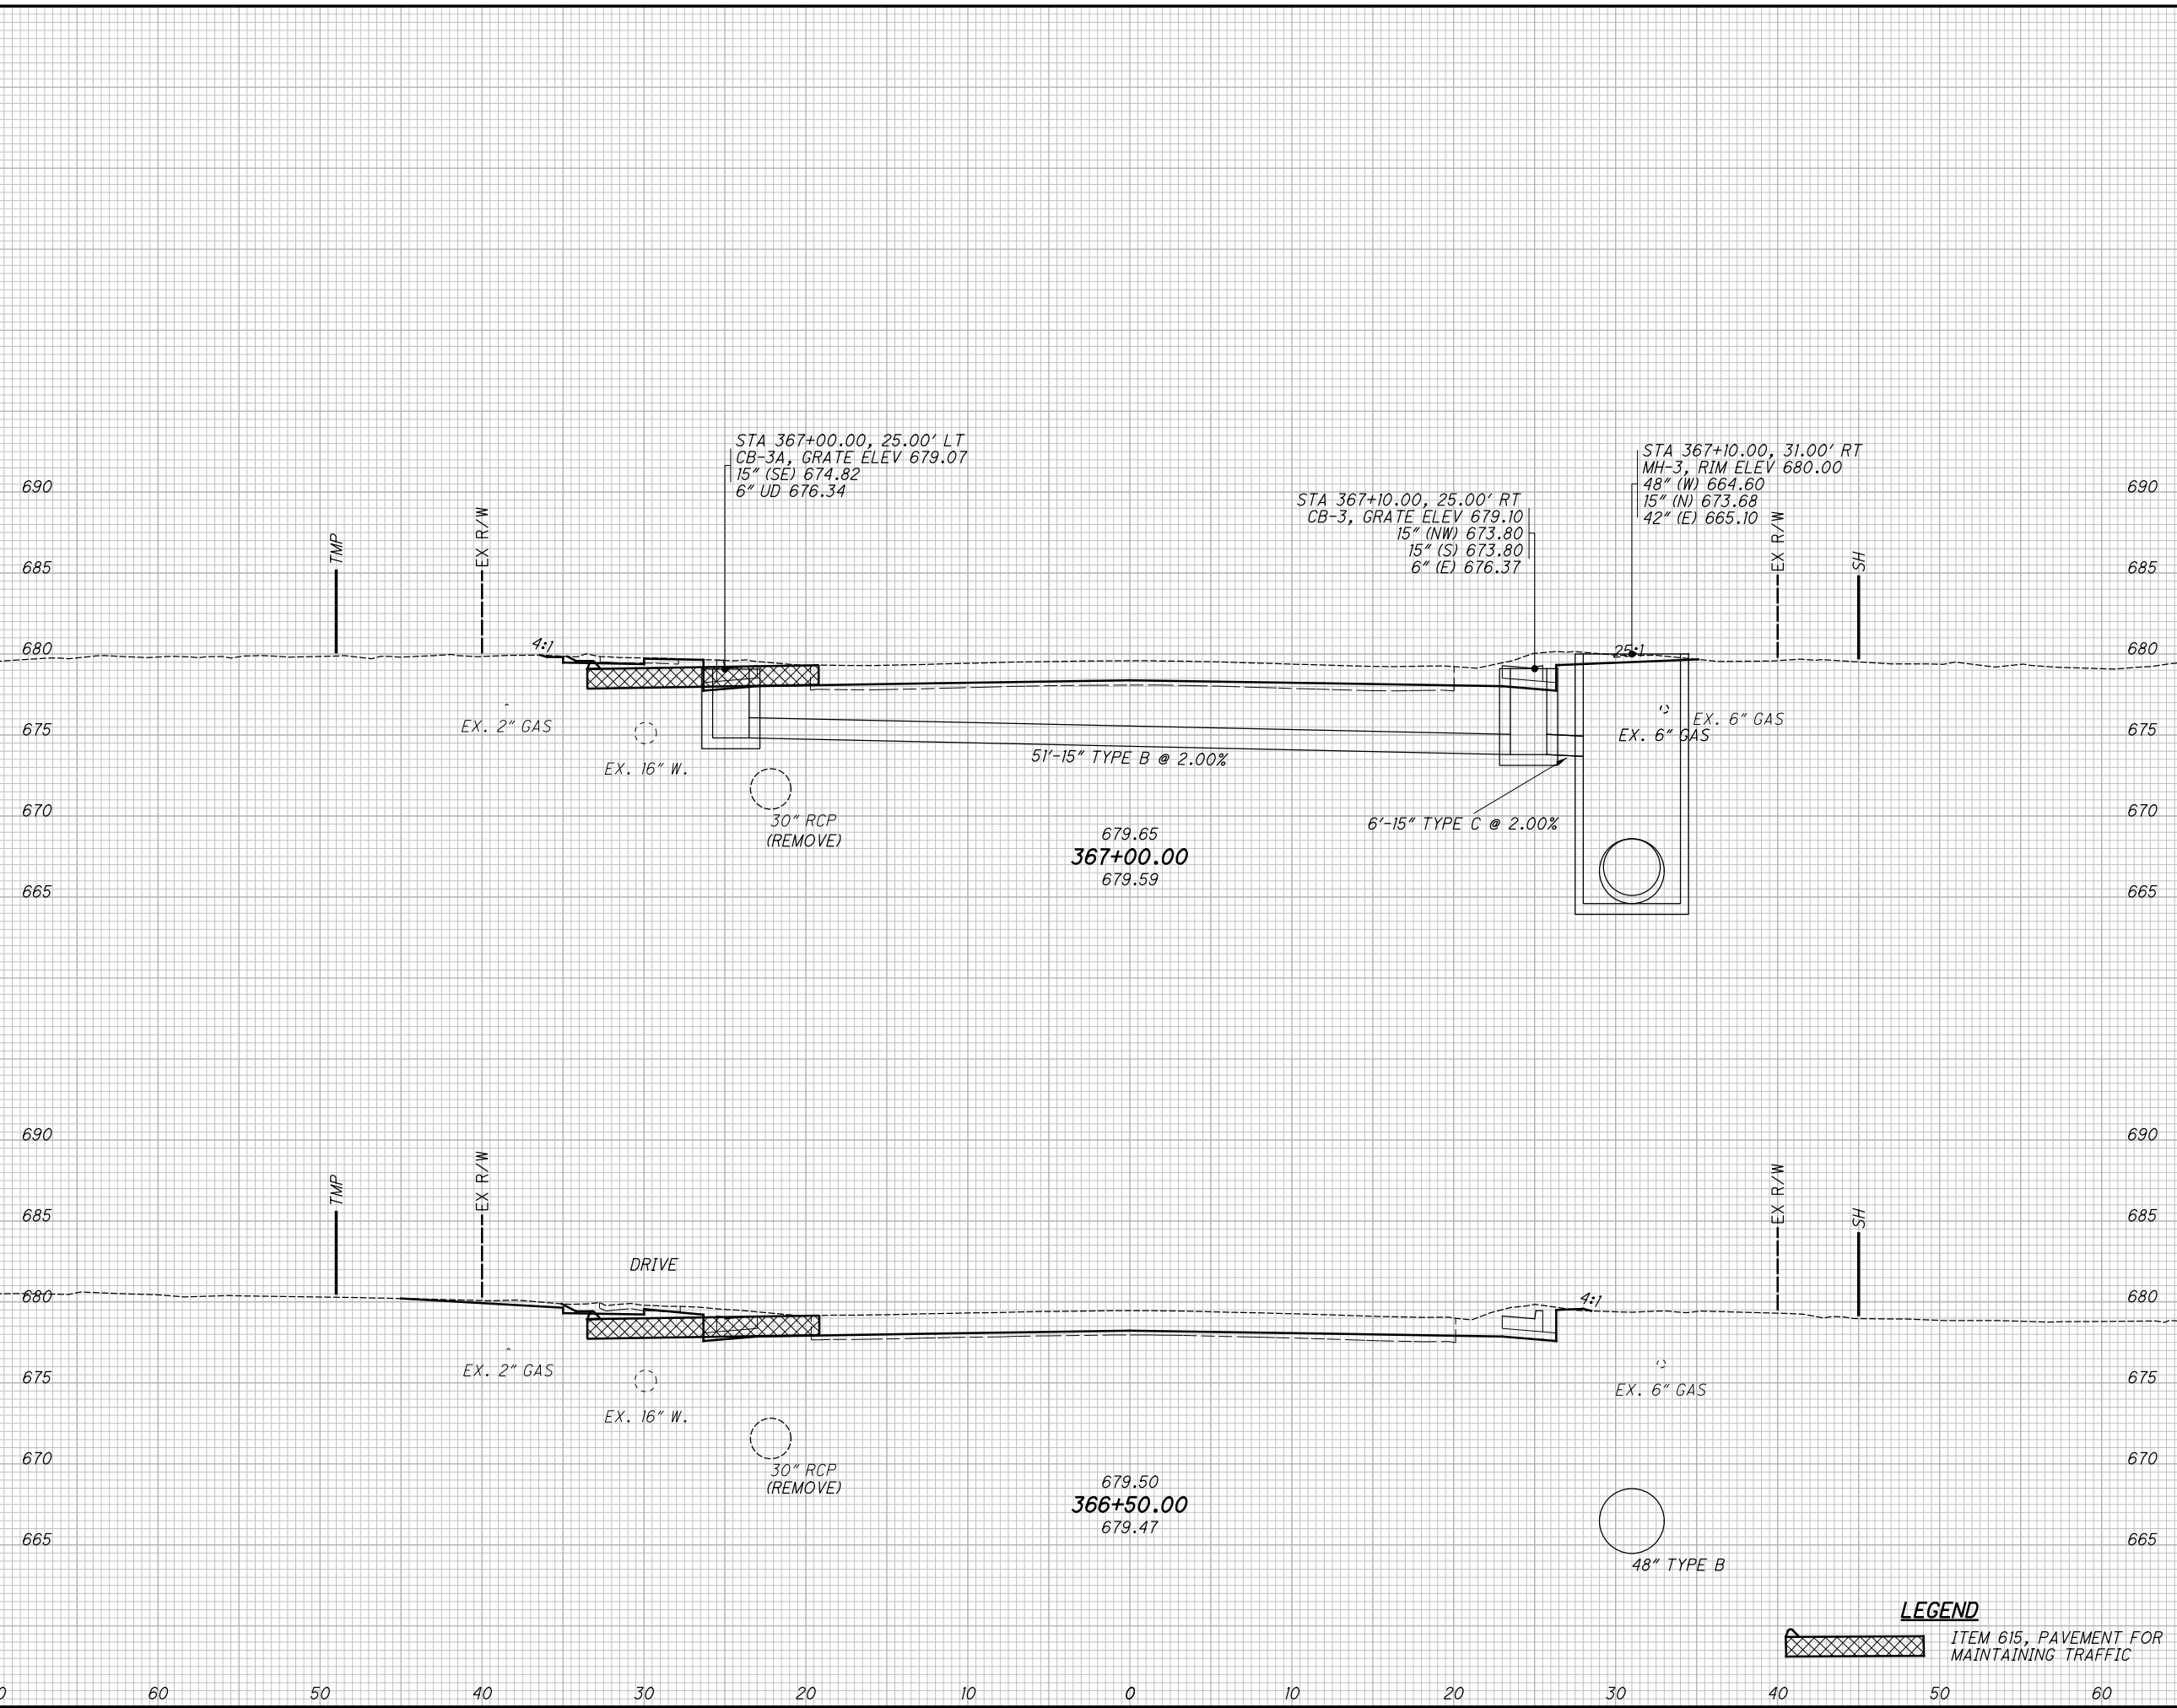 STA 367+00.00, 25.00' LT
CB-3A, GRATE ELEV 679.07
15" (SE) 674.82
6" UD 676.34
STA 367+10.00, 31.00' RT
MH-3, RIM ELEV 680.00
48" (W) 664.60
15" (N) 673.68
42" (E) 665.10
STA 367+10.00, 25.00' RT
CB-3, GRATE ELEV 679.10
15" (NW) 673.80
15" (S) 673.80
6" (E) 676.37
690
690
TMP
EX R/W
EX R/W
SH
685
685
680
4:1
25:1
680
675
EX. 2" GAS
EX. 6" GAS
EX. 6" GAS
675
EX. 16" W.
51'-15" TYPE B @ 2.00%
670
30" RCP
(REMOVE)
6'-15" TYPE C @ 2.00%
670
679.65
367+00.00
679.59
665
665
690
690
TMP
EX R/W
EX R/W
SH
685
685
DRIVE
680
4:1
680
675
EX. 2" GAS
EX. 6" GAS
675
EX. 16" W.
670
30" RCP
(REMOVE)
670
679.50
366+50.00
679.47
665
665
48" TYPE B
LEGEND
ITEM 615, PAVEMENT FOR
MAINTAINING TRAFFIC
0 60 50 40 30 20 10 0 10 20 30 40 50 60